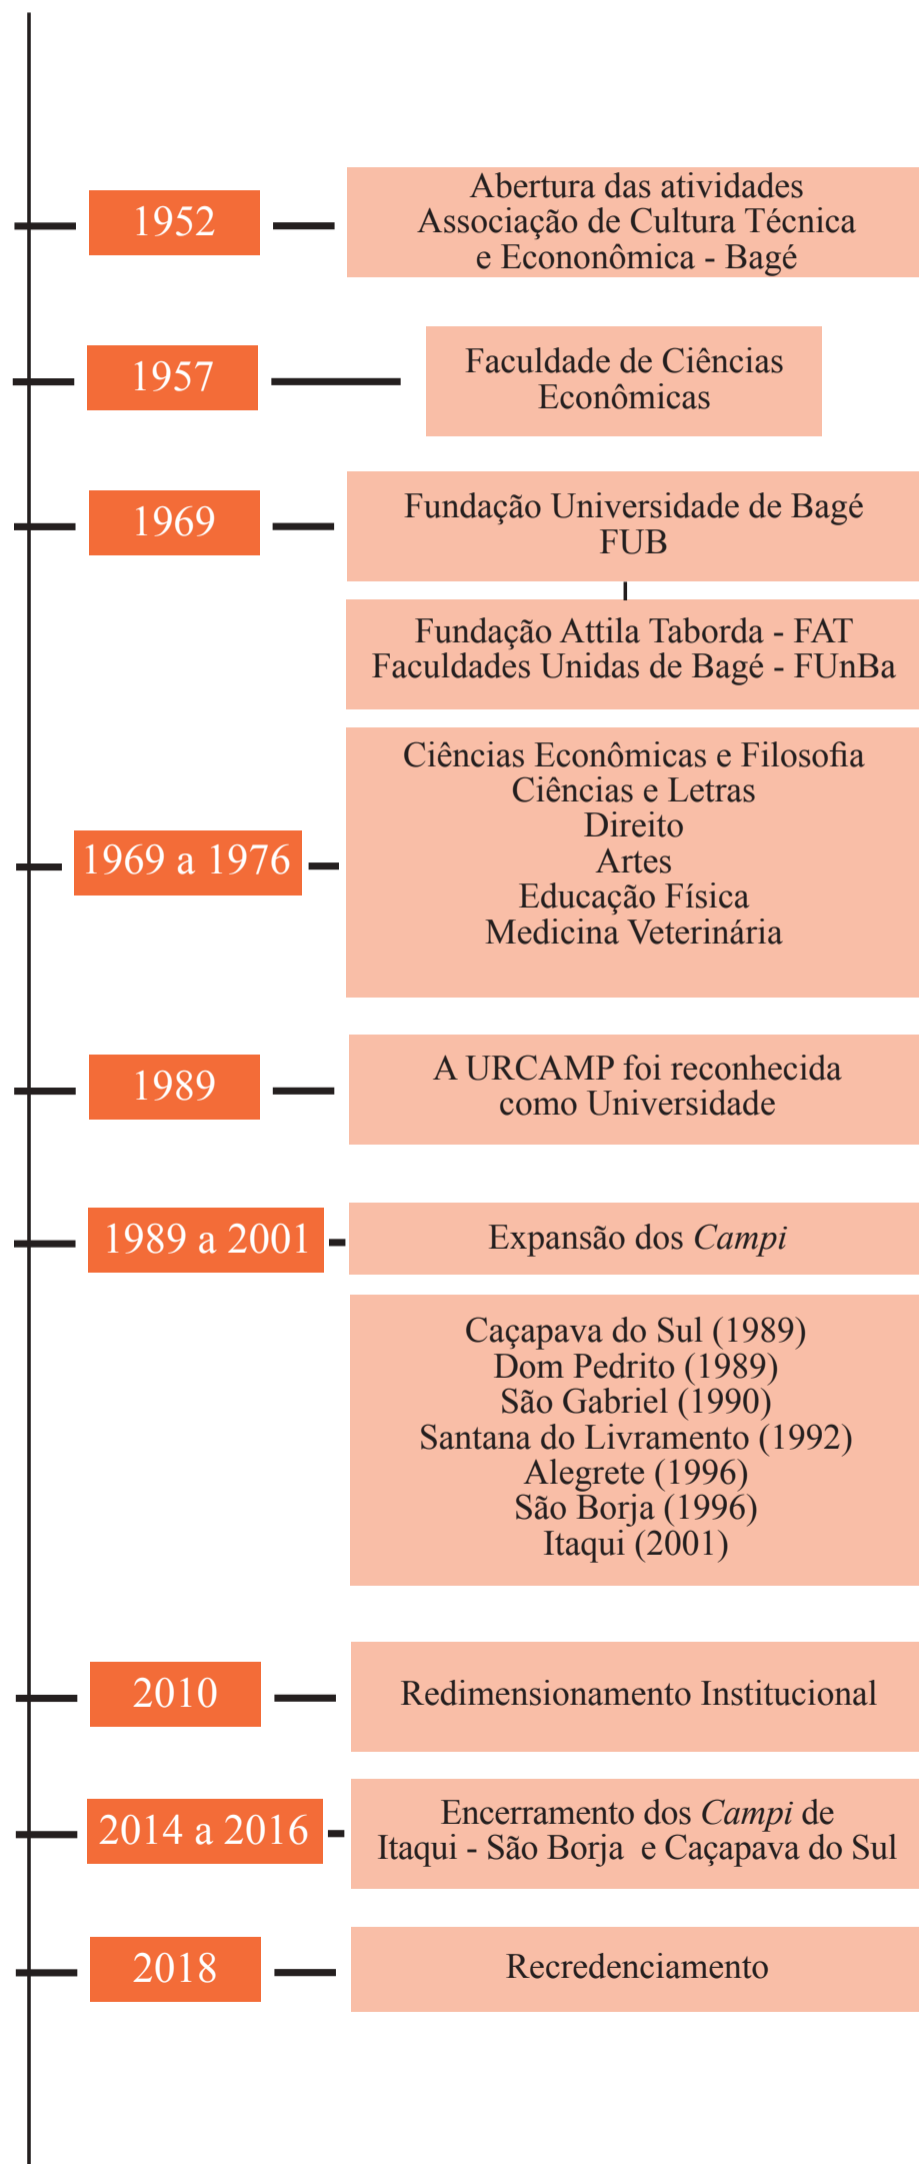 1952
Abertura das atividades
Associação de Cultura Técnica
e Econonômica - Bagé
1957
Faculdade de Ciências
Econômicas
1969
Fundação Universidade de Bagé
FUB
Fundação Attila Taborda - FAT
Faculdades Unidas de Bagé - FUnBa
1969 a 1976
Ciências Econômicas e Filosofia
Ciências e Letras
Direito
Artes
Educação Física
Medicina Veterinária
1989
A URCAMP foi reconhecida
como Universidade
1989 a 2001
Expansão dos Campi
Caçapava do Sul (1989)
Dom Pedrito (1989)
São Gabriel (1990)
Santana do Livramento (1992)
Alegrete (1996)
São Borja (1996)
Itaqui (2001)
2010
Redimensionamento Institucional
2014 a 2016
Encerramento dos Campi de
Itaqui - São Borja e Caçapava do Sul
2018
Recredenciamento